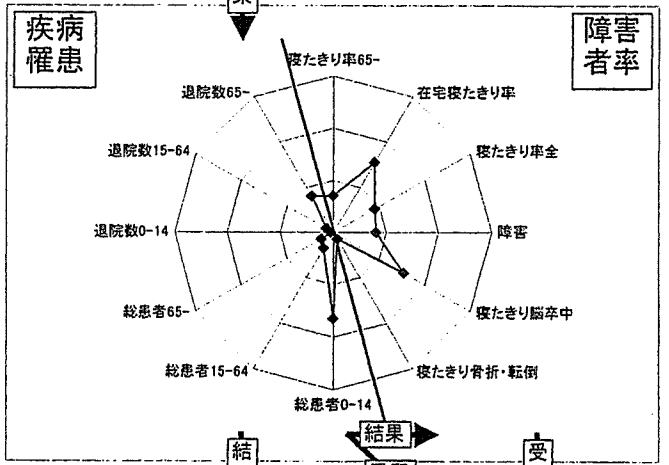 果
疾病
罹患
障害
者率
寝たきり率65-
退院数65-
在宅寝たきり率
退院数15-64
寝たきり率全
退院数0-14
障害
総患者65-
寝たきり脳卒中
総患者15-64
寝たきり骨折・転倒
総患者0-14
結果
結
受